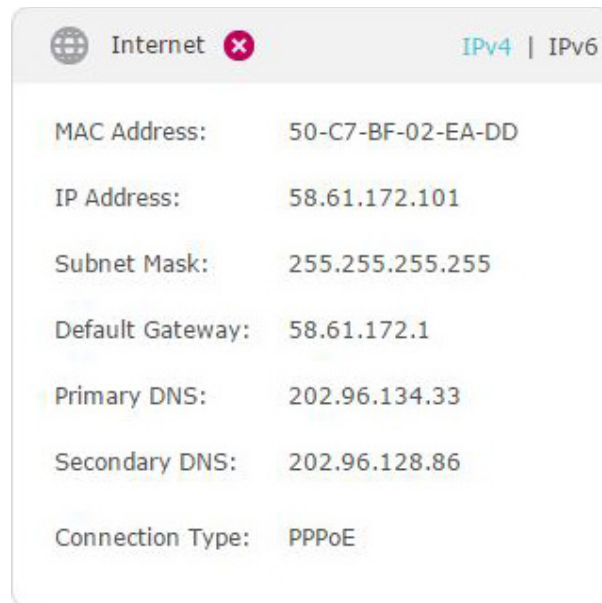 Internet IPv4 | IPv6
MAC Address: 50-C7-BF-02-EA-DD
IP Address: 58.61.172.101
Subnet Mask: 255.255.255.255
Default Gateway: 58.61.172.1
Primary DNS: 202.96.134.33
Secondary DNS: 202.96.128.86
Connection Type: PPPoE